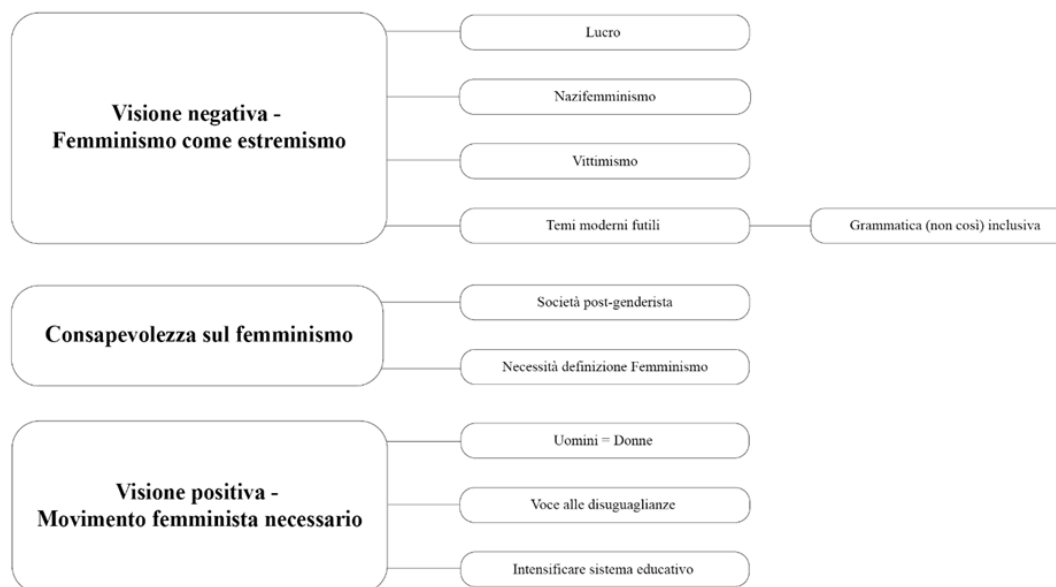 Visione negativa -
Femminismo come estremismo
Lucro
Nazifemminismo
Vittimismo
Temi moderni futili
Grammatica (non così) inclusiva
Consapevolezza sul femminismo
Società post-genderista
Necessità definizione Femminismo
Visione positiva -
Movimento femminista necessario
Uomini = Donne
Voce alle disuguaglianze
Intensificare sistema educativo